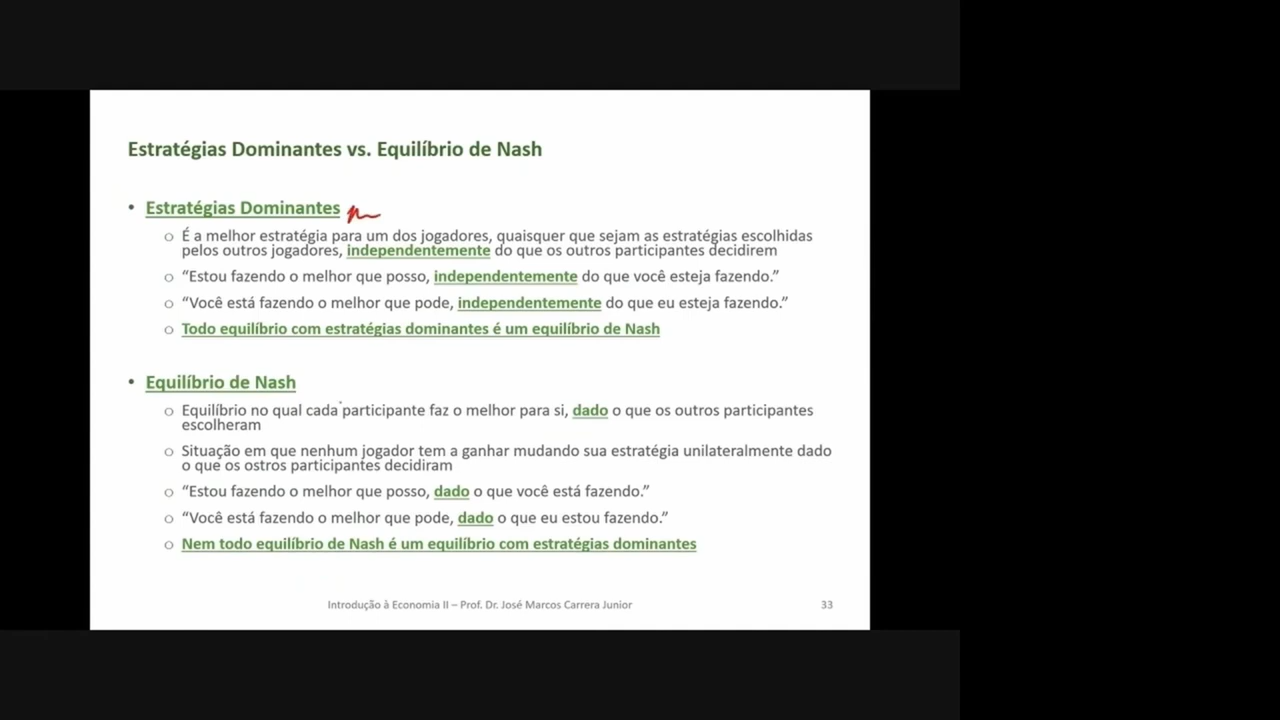 Estratégias Dominantes vs. Equilíbrio de Nash
• Estratégias Dominantes
○ É a melhor estratégia para um dos jogadores, quaisquer que sejam as estratégias escolhidas
pelos outros jogadores, independentemente do que os outros participantes decidirem
○ “Estou fazendo o melhor que posso, independentemente do que você esteja fazendo.”
○ “Você está fazendo o melhor que pode, independentemente do que eu esteja fazendo.”
○ Todo equilíbrio com estratégias dominantes é um equilíbrio de Nash
• Equilíbrio de Nash
○ Equilíbrio no qual cada participante faz o melhor para si, dado o que os outros participantes
escolheram
○ Situação em que nenhum jogador tem a ganhar mudando sua estratégia unilateralmente dado
o que os ostros participantes decidiram
○ “Estou fazendo o melhor que posso, dado o que você está fazendo.”
○ “Você está fazendo o melhor que pode, dado o que eu estou fazendo.”
○ Nem todo equilíbrio de Nash é um equilíbrio com estratégias dominantes
Introdução à Economia II – Prof. Dr. José Marcos Carrera Junior 33